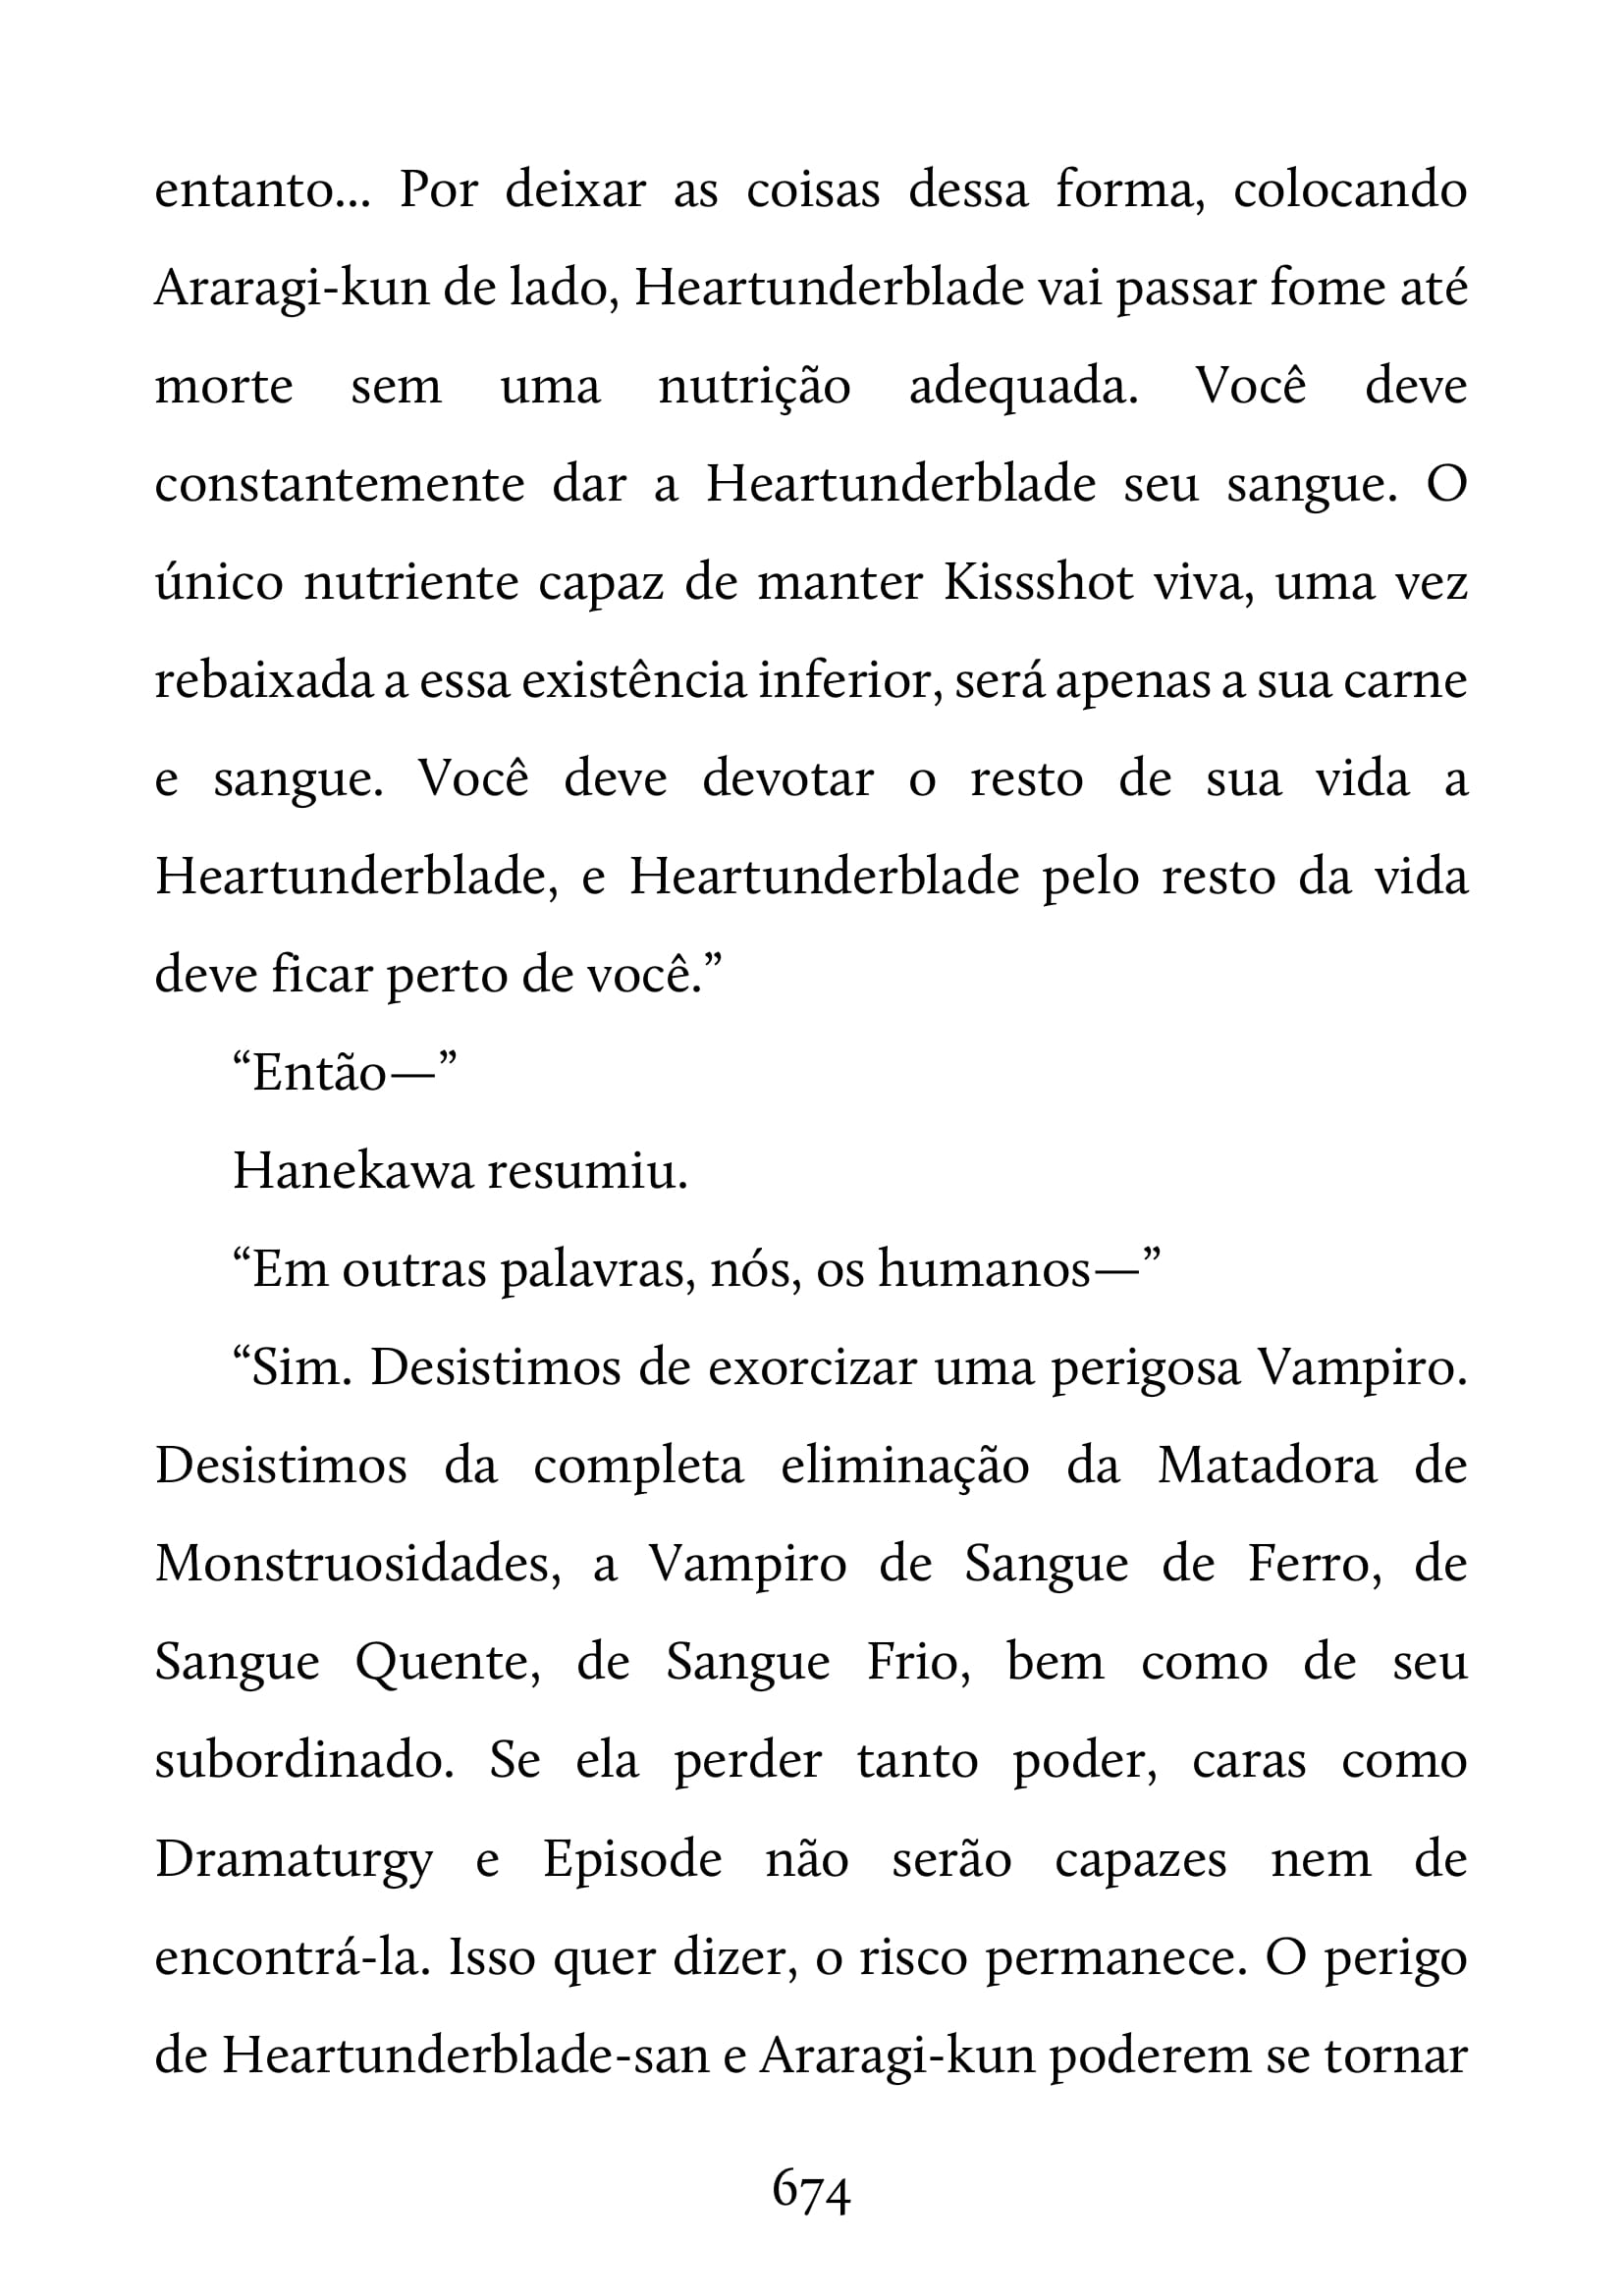 entanto... Por deixar as coisas dessa forma, colocando
Araragi-kun de lado, Heartunderblade vai passar fome até
morte sem uma nutrição adequada. Você deve
constantemente dar a Heartunderblade seu sangue. O
único nutriente capaz de manter Kissshot viva, uma vez
rebaixada a essa existência inferior, será apenas a sua carne
e sangue. Você deve devotar o resto de sua vida a
Heartunderblade, e Heartunderblade pelo resto da vida
deve ficar perto de você.”
“Então—”
Hanekawa resumiu.
“Em outras palavras, nós, os humanos—”
“Sim. Desistimos de exorcizar uma perigosa Vampiro.
Desistimos da completa eliminação da Matadora de
Monstruosidades, a Vampiro de Sangue de Ferro, de
Sangue Quente, de Sangue Frio, bem como de seu
subordinado. Se ela perder tanto poder, caras como
Dramaturgy e Episode não serão capazes nem de
encontrá-la. Isso quer dizer, o risco permanece. O perigo
de Heartunderblade-san e Araragi-kun poderem se tornar
674